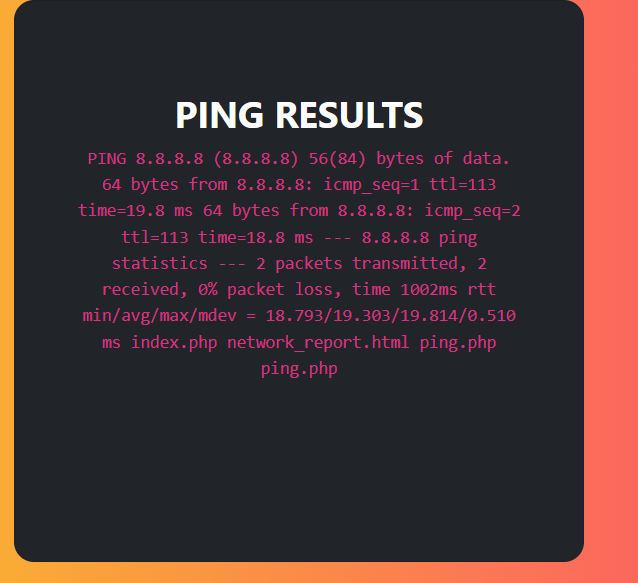 PING RESULTS
PING 8.8.8.8 (8.8.8.8) 56(84) bytes of data.
64 bytes from 8.8.8.8: icmp_seq=1 ttl=113
time=19.8 ms 64 bytes from 8.8.8.8: icmp_seq=2
ttl=113 time=18.8 ms --- 8.8.8.8 ping
statistics --- 2 packets transmitted, 2
received, 0% packet loss, time 1002ms rtt
min/avg/max/mdev = 18.793/19.303/19.814/0.510
ms index.php network_report.html ping.php
ping.php